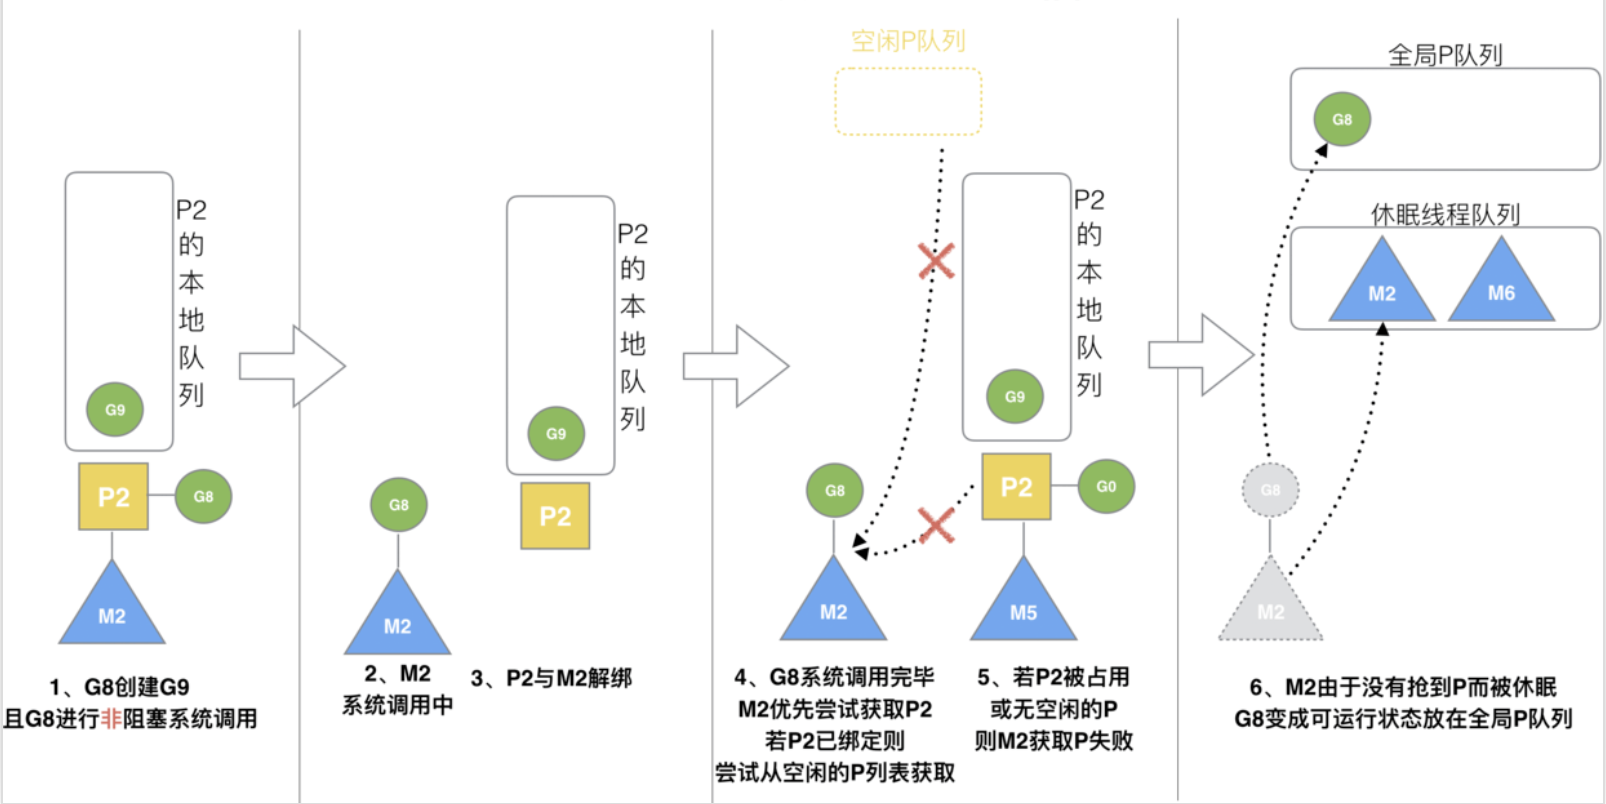 P2的本地队列
G9
P2
G8
M2
1、G8创建G9
且G8进行非阻塞系统调用
P2的本地队列
G9
G8
P2
M2
2、M2
系统调用中
3、P2与M2解绑
空闲P队列
P2的本地队列
G9
G8
P2
G0
M2
M5
4、G8系统调用完毕
M2优先尝试获取P2
若P2已绑定则
尝试从空闲的P列表获取
5、若P2被占用
或无空闲的P
则M2获取P失败
全局P队列
G8
休眠线程队列
M2
M6
G8
M2
6、M2由于没有抢到P而被休眠
G8变成可运行状态放在全局P队列